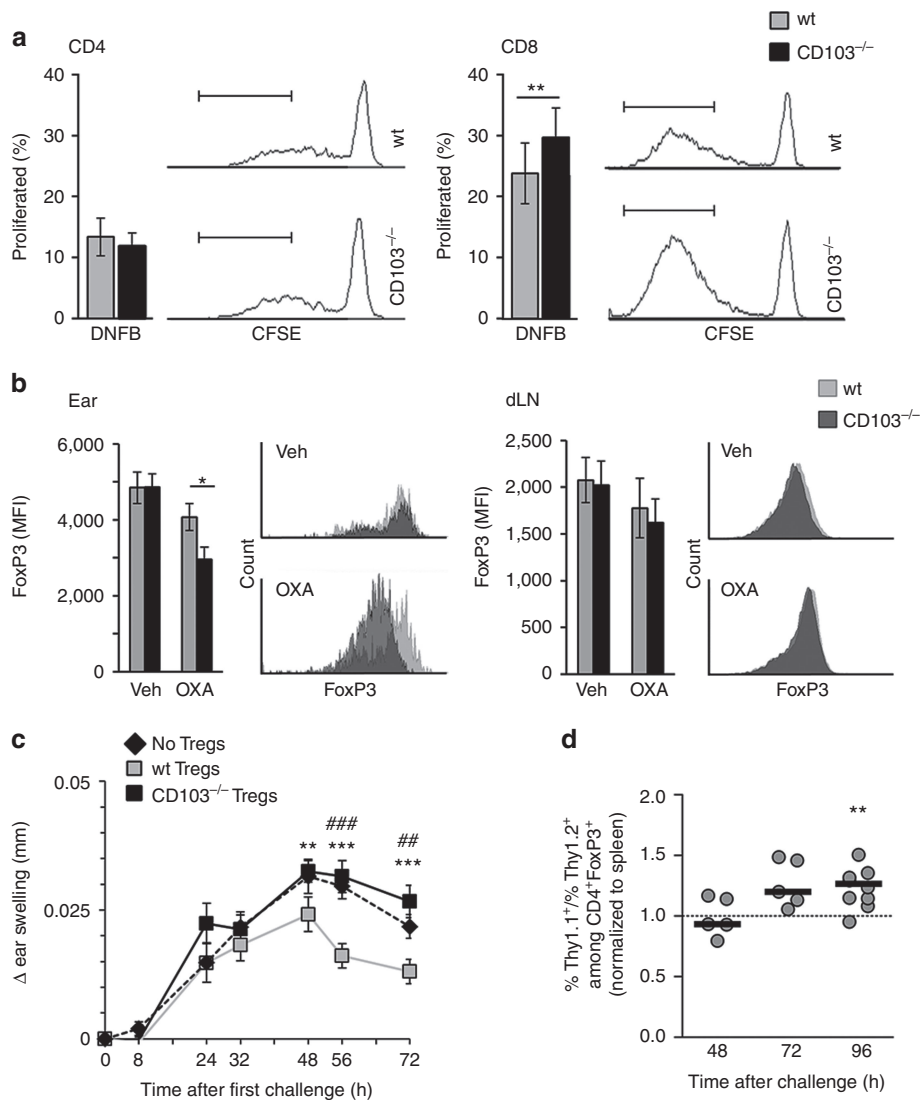 a
CD4
CD8
wt
CD103−/−
Proliferated (%)
40
30
20
10
0
DNFB
CFSE
wt
CD103−/−
Proliferated (%)
40
30
20
10
0
**
DNFB
CFSE
wt
CD103−/−
b
Ear
dLN
wt
CD103−/−
FoxP3 (MFI)
6,000
4,000
2,000
0
*
Veh
OXA
Count
Veh
OXA
FoxP3
FoxP3 (MFI)
2,500
2,000
1,500
1,000
500
0
Veh
OXA
Count
Veh
OXA
FoxP3
c
No Tregs
wt Tregs
CD103−/− Tregs
Δ ear swelling (mm)
0.05
0.025
0
###
##
**
***
***
0
8
24
32
48
56
72
Time after first challenge (h)
d
% Thy1.1+/% Thy1.2+
among CD4+FoxP3+
(normalized to spleen)
2.0
1.5
1.0
0.5
0.0
**
48
72
96
Time after challenge (h)